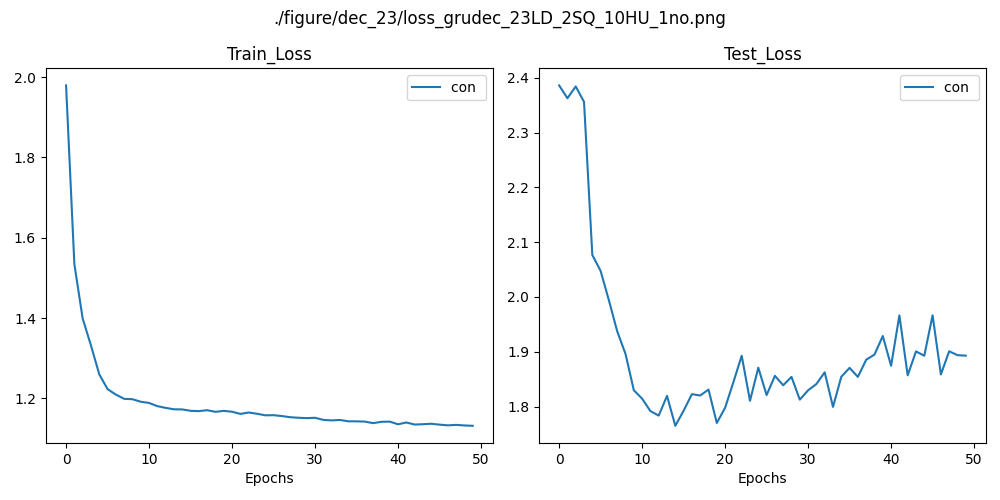 ./figure/dec_23/loss_grudec_23LD_2SQ_10HU_1no.png
Train_Loss
con
2.0
1.8
1.6
1.4
1.2
0 10 20 30 40 50
Epochs
Test_Loss
con
2.4
2.3
2.2
2.1
2.0
1.9
1.8
0 10 20 30 40 50
Epochs